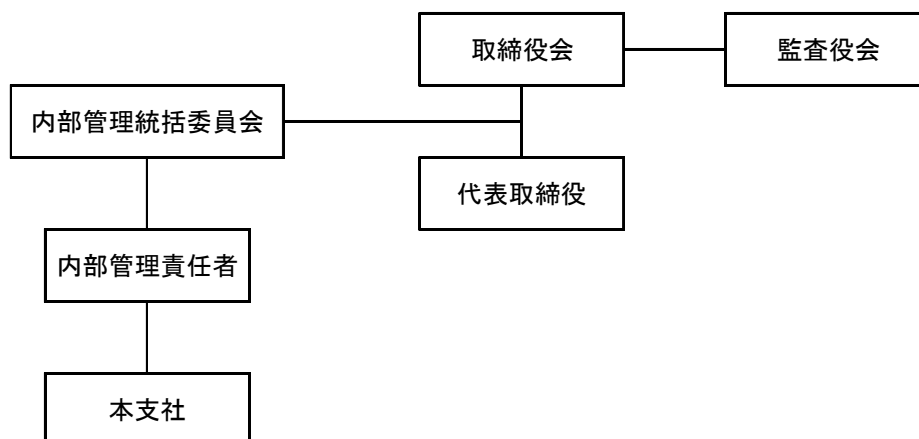 取締役会
監査役会
内部管理統括委員会
代表取締役
内部管理責任者
本支社